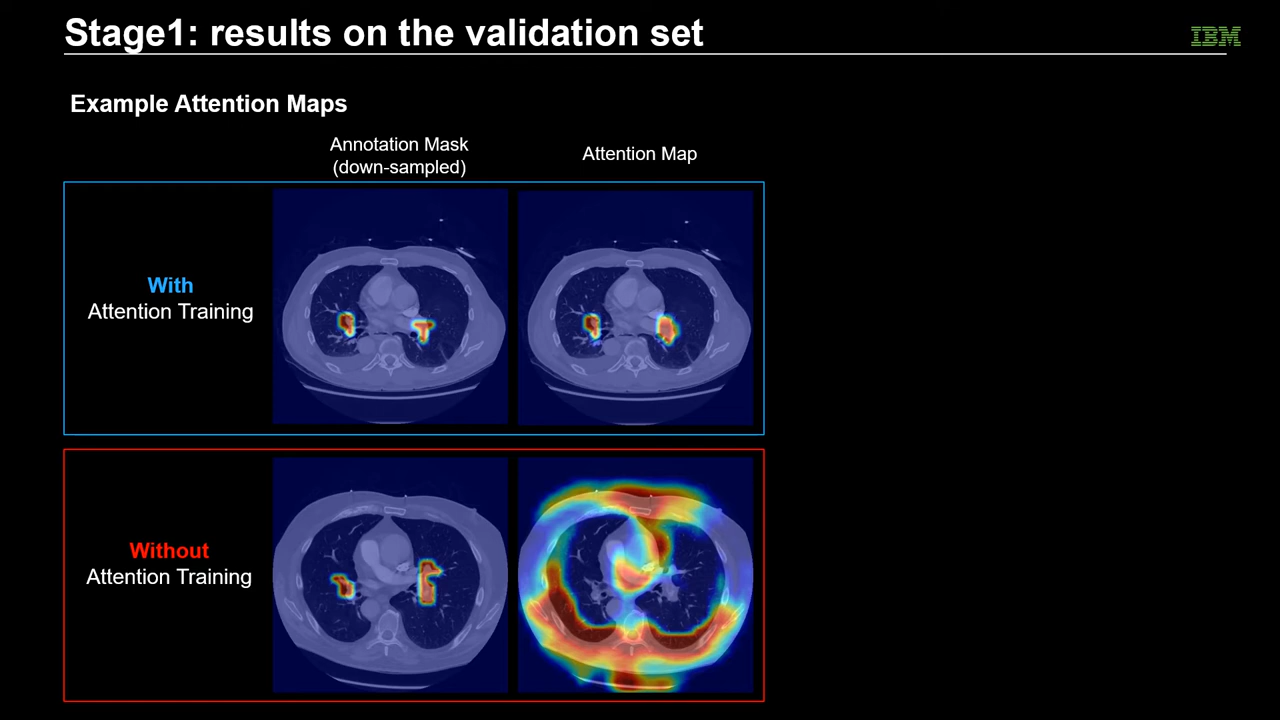 Stage1: results on the validation set
IBM
Example Attention Maps
Annotation Mask
(down-sampled)
Attention Map
With
Attention Training
Without
Attention Training